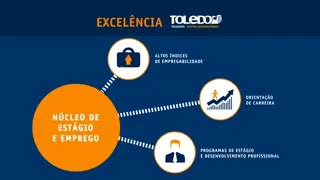 EXCELÊNCIA TOLEDO
ALTOS ÍNDICES
DE EMPREGABILIDADE
ORIENTAÇÃO
DE CARREIRA
NÚCLEO DE
ESTÁGIO
E EMPREGO
PROGRAMAS DE ESTÁGIO
E DESENVOLVIMENTO PROFISSIONAL